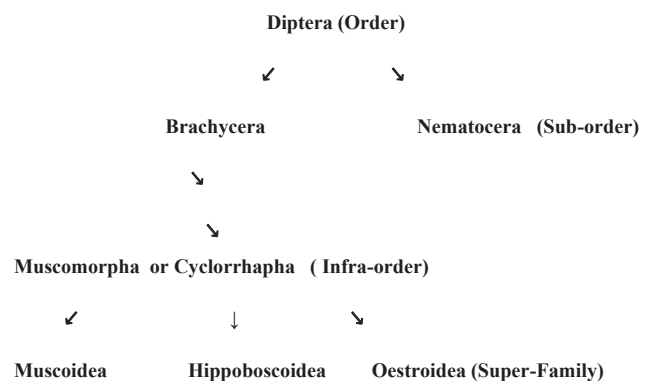 Diptera (Order)
↙ ↘
Brachycera Nematocera (Sub-order)
↘
↘
Muscomorpha or Cyclorrhapha ( Infra-order)
↙ ↓ ↘
Muscoidea Hippoboscoidea Oestroidea (Super-Family)